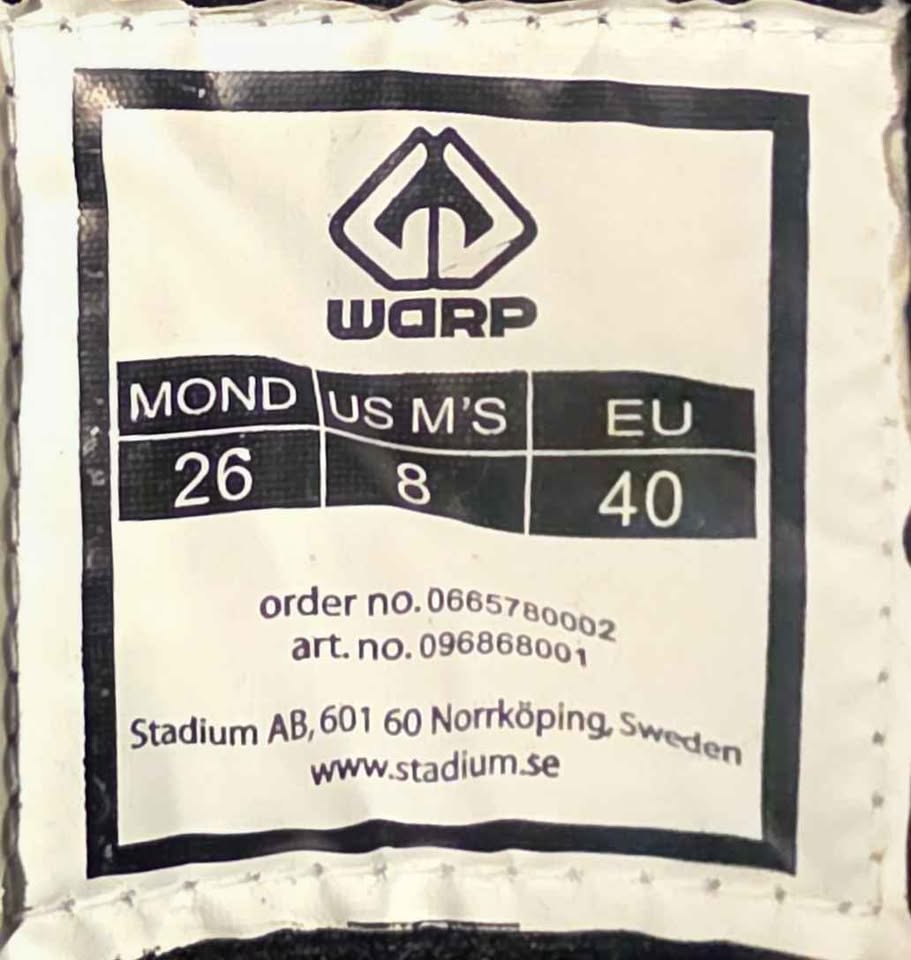 WARP
MOND US M'S EU
26 8 40
order no. 0665780002
art. no. 096868001
Stadium AB, 601 60 Norrköping, Sweden
www.stadium.se